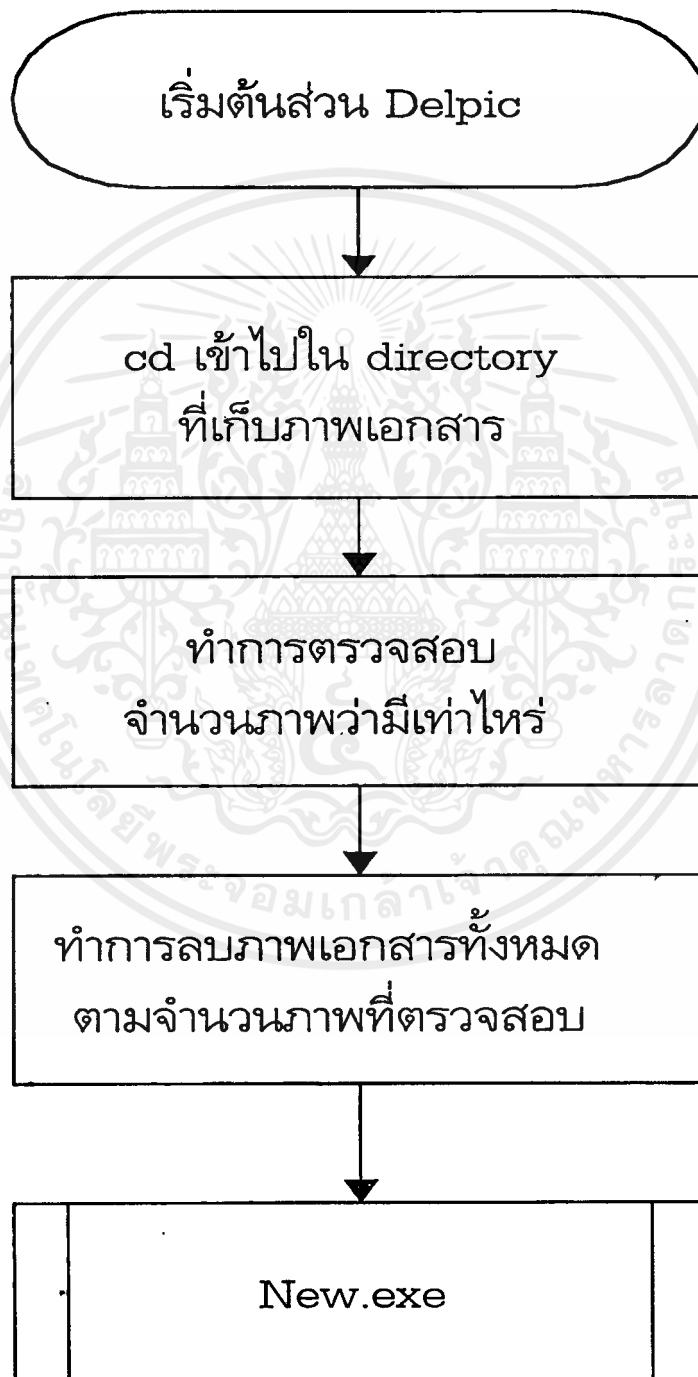 เริ่มต้นส่วน Delpic
cd เข้าไปใน directory
ที่เก็บภาพเอกสาร
ทำการตรวจสอบ
จำนวนภาพว่ามีเท่าไหร่
ทำการลบภาพเอกสารทั้งหมด
ตามจำนวนภาพที่ตรวจสอบ
New.exe